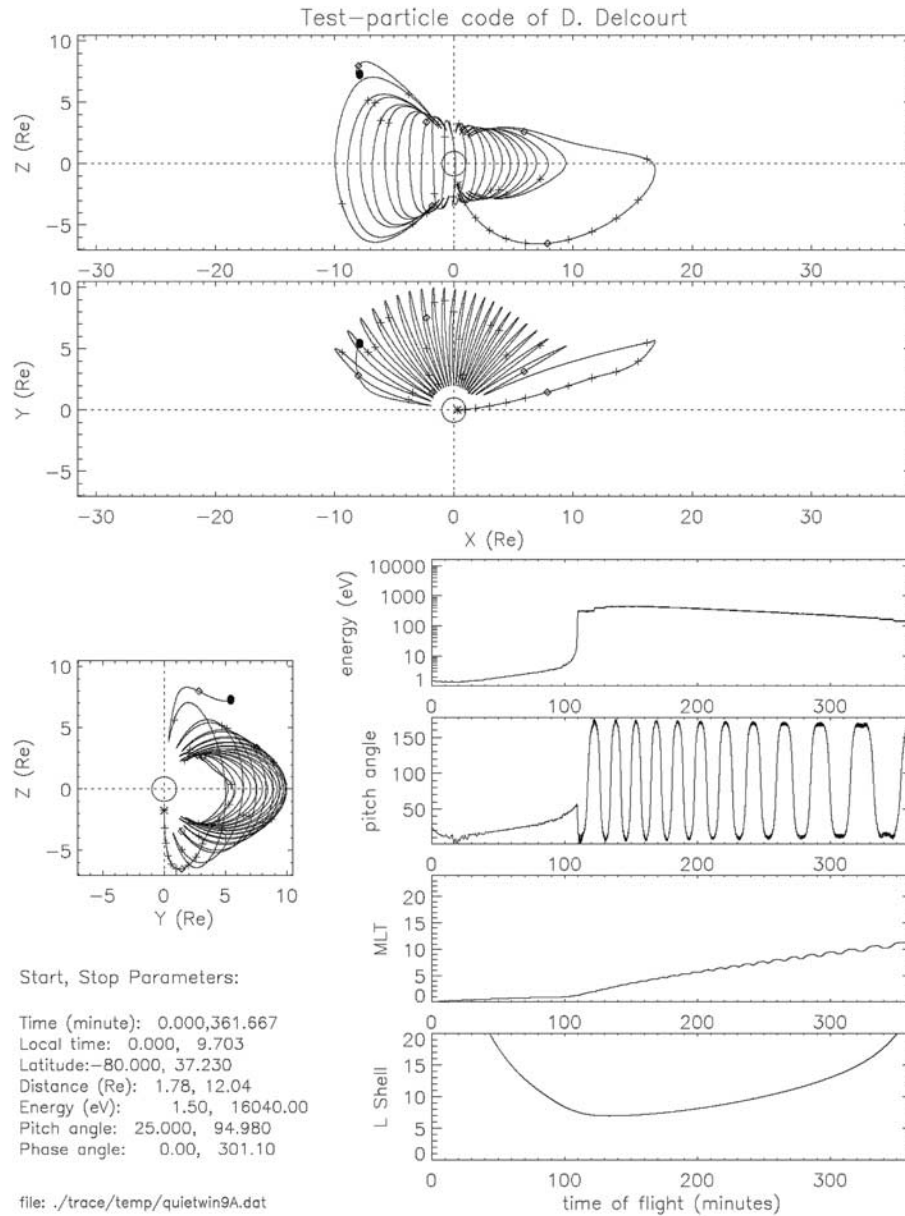 Test-particle code of D. Delcourt
10
5
0
-5
Z (Re)
-30 -20 -10 0 10 20 30
10
5
0
-5
Y (Re)
-30 -20 -10 0 10 20 30
X (Re)
10
5
0
-5
Z (Re)
-5 0 5 10
Y (Re)
10000
1000
100
10
1
energy (eV)
0 100 200 300
150
100
50
pitch angle
0 100 200 300
20
15
10
5
0
MLT
0 100 200 300
20
15
10
5
0
L Shell
0 100 200 300
time of flight (minutes)
Start, Stop Parameters:
Time (minute): 0.000,361.667
Local time: 0.000, 9.703
Latitude:-80.000, 37.230
Distance (Re): 1.78, 12.04
Energy (eV): 1.50, 16040.00
Pitch angle: 25.000, 94.980
Phase angle: 0.00, 301.10
file: ./trace/temp/quietwin9A.dat